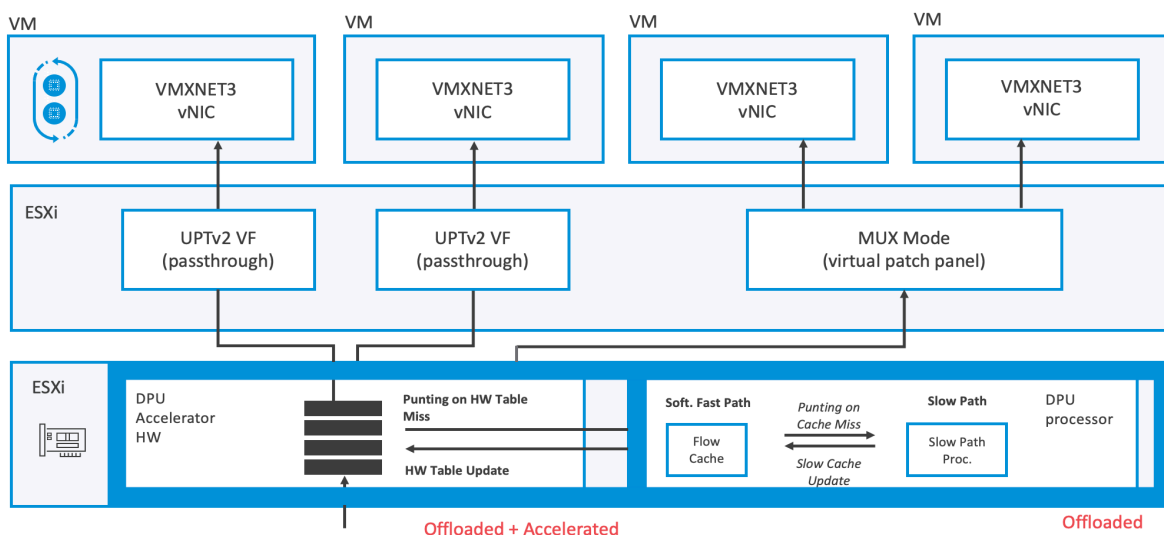 VM
VM
VM
VM
VMXNET3
vNIC
VMXNET3
vNIC
VMXNET3
vNIC
VMXNET3
vNIC
ESXi
UPTv2 VF
(passthrough)
UPTv2 VF
(passthrough)
MUX Mode
(virtual patch panel)
ESXi
DPU
Accelerator
HW
Punting on HW Table
Miss
HW Table Update
Soft. Fast Path
Flow
Cache
Punting on
Cache Miss
Slow Cache
Update
Slow Path
Slow Path
Proc.
DPU
processor
Offloaded + Accelerated
Offloaded